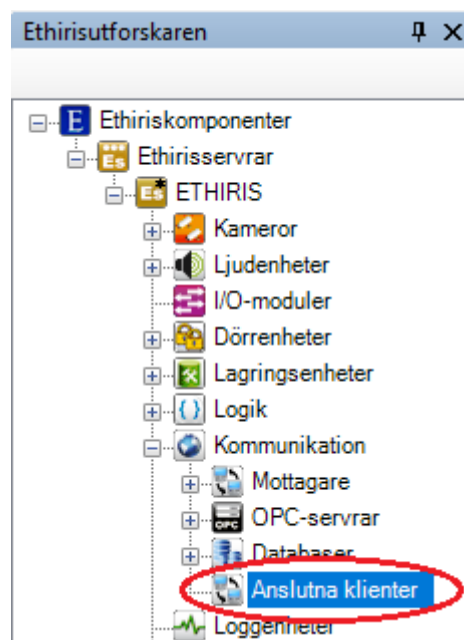 Ethirisutforskaren
Ethiriskomponenter
Ethirisservrar
ETHIRIS
Kameror
Ljudenheter
I/O-moduler
Dörrenheter
Lagringsenheter
Logik
Kommunikation
Mottagare
OPC-servrar
Databaser
Anslutna klienter
Loggenheter